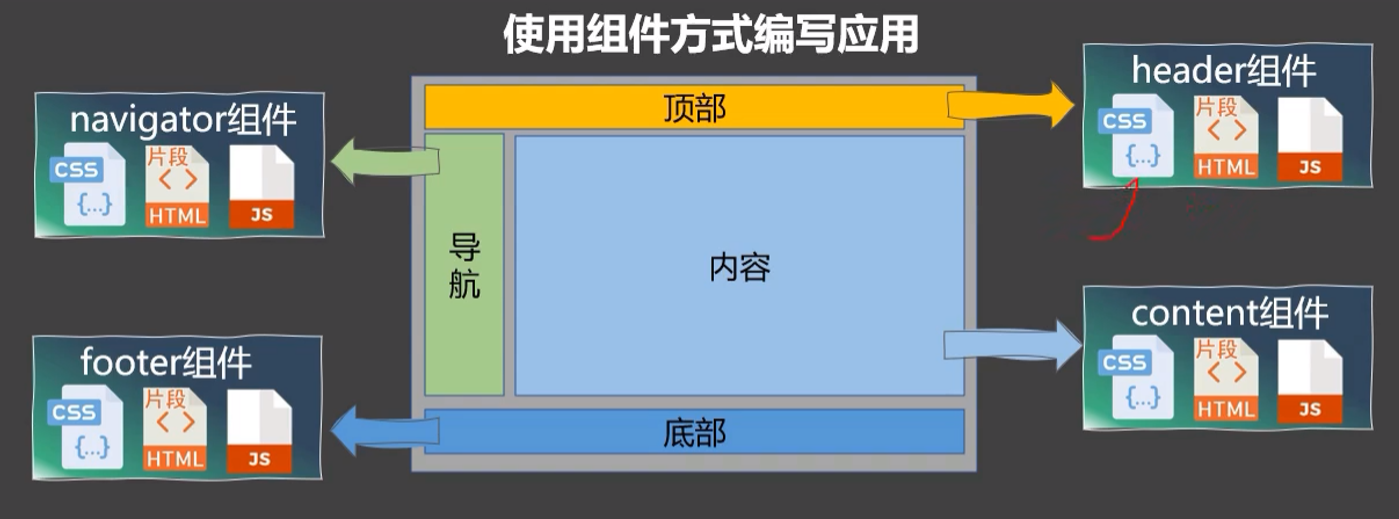 使用组件方式编写应用
navigator组件
CSS
{...}
片段
< >
HTML
JS
顶部
header组件
CSS
{...}
片段
< >
HTML
JS
导
航
内容
footer组件
CSS
{...}
片段
< >
HTML
JS
底部
content组件
CSS
{...}
片段
< >
HTML
JS